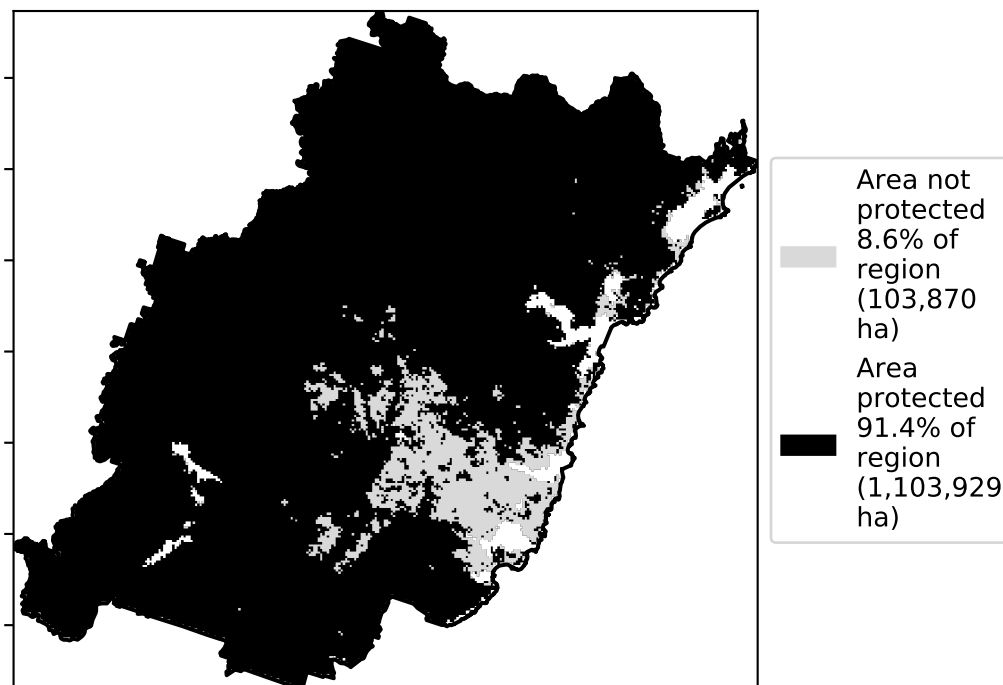 Area not
protected
8.6% of
region
(103,870
ha)
Area
protected
91.4% of
region
(1,103,929
ha)